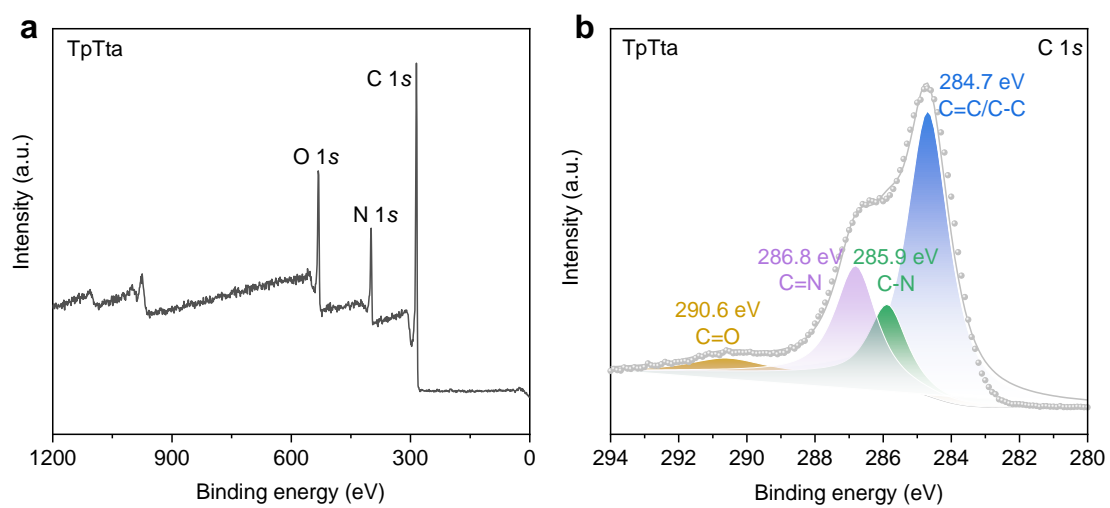 a
TpTta
C 1s
O 1s
N 1s
Intensity (a.u.)
1200
900
600
300
0
Binding energy (eV)
b
TpTta
C 1s
284.7 eV
C=C/C-C
286.8 eV
C=N
285.9 eV
C-N
290.6 eV
C=O
Intensity (a.u.)
294
292
290
288
286
284
282
280
Binding energy (eV)